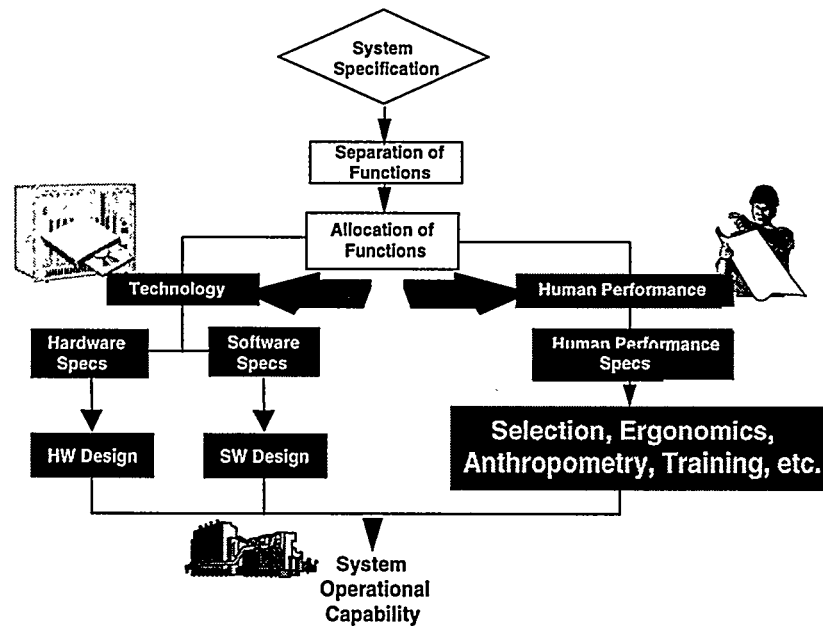 System
Specification
Separation of
Functions
Allocation of
Functions
Technology
Human Performance
Hardware
Specs
Software
Specs
Human Performance
Specs
HW Design
SW Design
Selection, Ergonomics,
Anthropometry, Training, etc.
System
Operational
Capability